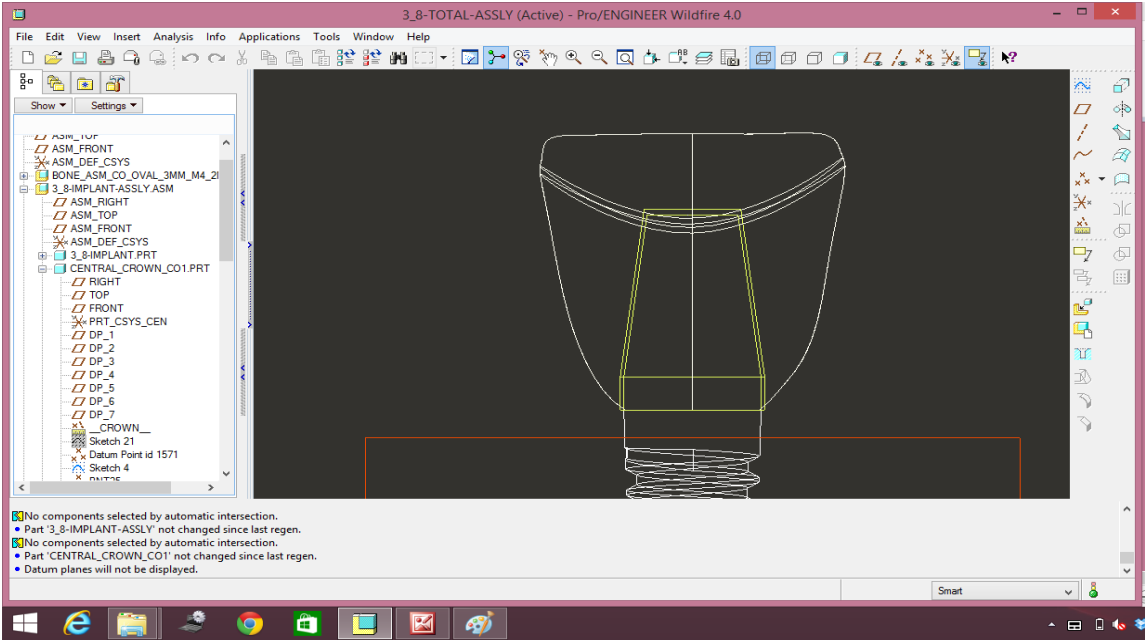 3_8-TOTAL-ASSLY (Active) - Pro/ENGINEER Wildfire 4.0
File Edit View Insert Analysis Info Applications Tools Window Help
Show Settings
ASM_TOP
ASM_FRONT
ASM_DEF_CSYS
BONE_ASM_CO_OVAL_3MM_M4_2
3_8-IMPLANT-ASSLY.ASM
ASM_RIGHT
ASM_TOP
ASM_FRONT
ASM_DEF_CSYS
3_8-IMPLANT.PRT
CENTRAL_CROWN_CO1.PRT
RIGHT
TOP
FRONT
PRT_CSYS_CEN
DP_1
DP_2
DP_3
DP_4
DP_5
DP_6
DP_7
__CROWN__
Sketch 21
Datum Point id 1571
Sketch 4
PNT25
No components selected by automatic intersection.
• Part '3_8-IMPLANT-ASSLY' not changed since last regen.
No components selected by automatic intersection.
• Part 'CENTRAL_CROWN_CO1' not changed since last regen.
• Datum planes will not be displayed.
Smart